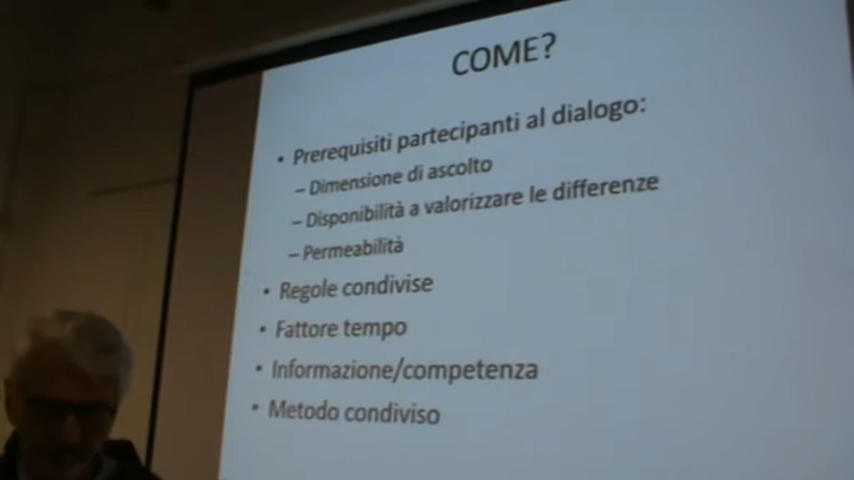 COME?
• Prerequisiti partecipanti al dialogo:
– Dimensione di ascolto
– Disponibilità a valorizzare le differenze
– Permeabilità
• Regole condivise
• Fattore tempo
• Informazione/competenza
• Metodo condiviso